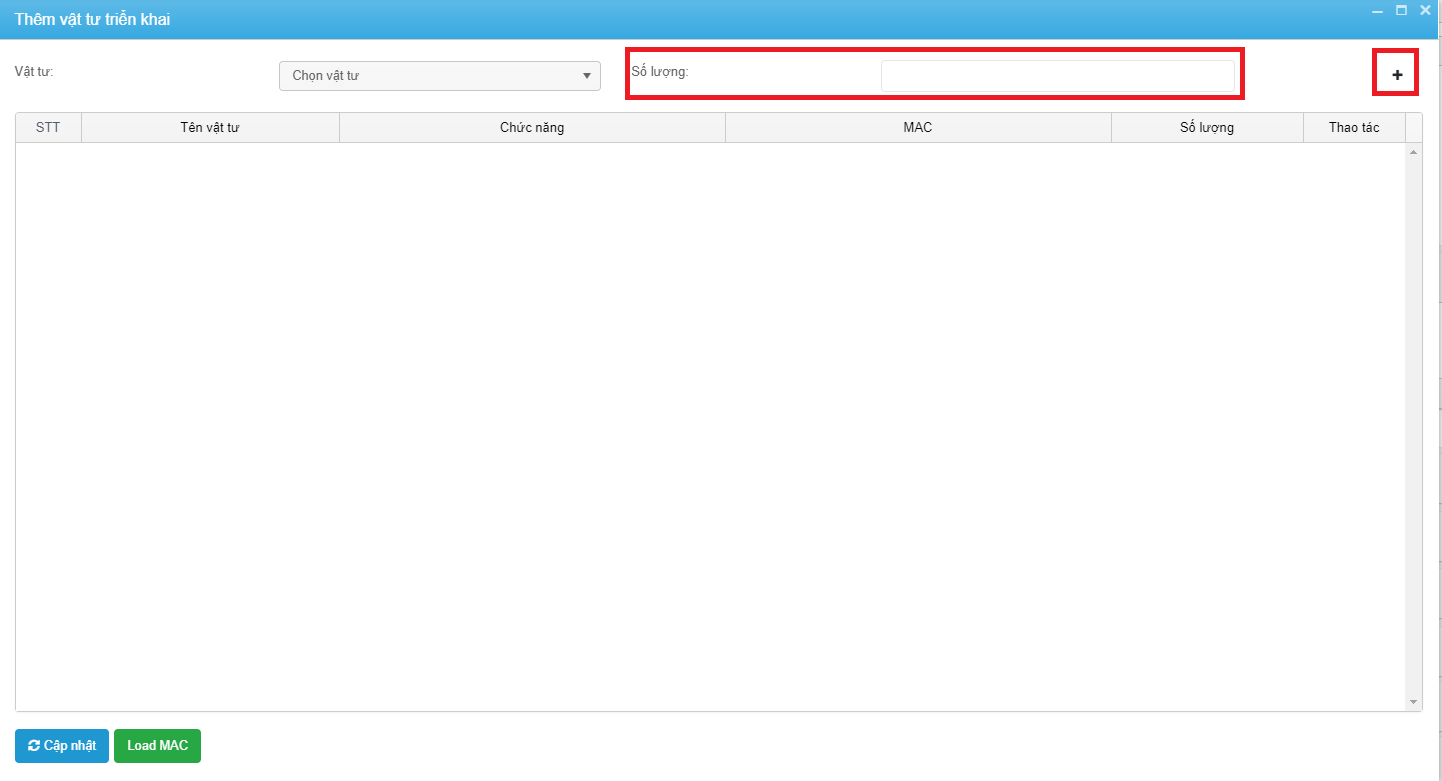 Thêm vật tư triển khai
Vật tư:
Chọn vật tư
Số lượng:
STT
Tên vật tư
Chức năng
MAC
Số lượng
Thao tác
Cập nhật
Load MAC